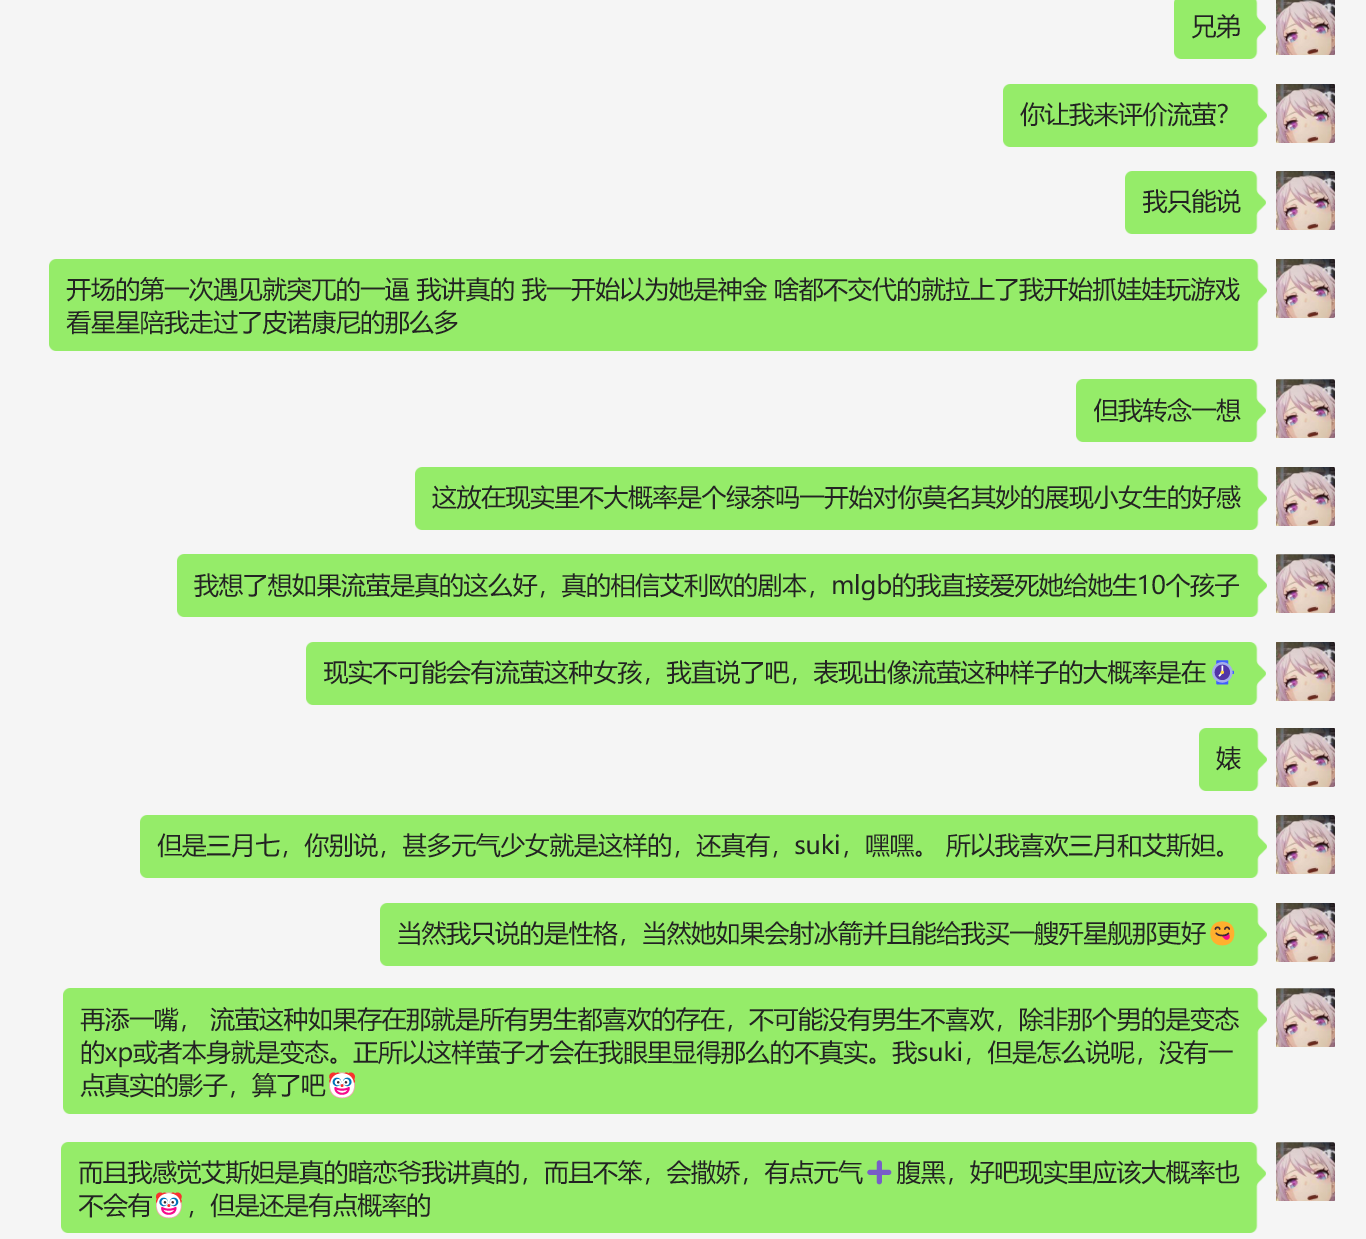 兄弟
你让我来评价流萤？
我只能说
开场的第一次遇见就突兀的一逼 我讲真的 我一开始以为她是神金 啥都不交代的就拉上了我开始抓娃娃玩游戏
看星星陪我走过了皮诺康尼的那么多
但我转念一想
这放在现实里不大概率是个绿茶吗一开始对你莫名其妙的展现小女生的好感
我想了想如果流萤是真的这么好，真的相信艾利欧的剧本，mlgb的我直接爱死她给她生10个孩子
现实不可能会有流萤这种女孩，我直说了吧，表现出像流萤这种样子的大概率是在⌚
婊
但是三月七，你别说，甚多元气少女就是这样的，还真有，suki，嘿嘿。 所以我喜欢三月和艾斯妲。
当然我只说的是性格，当然她如果会射冰箭并且能给我买一艘歼星舰那更好😋
再添一嘴， 流萤这种如果存在那就是所有男生都喜欢的存在，不可能没有男生不喜欢，除非那个男的是变态
的xp或者本身就是变态。正所以这样萤子才会在我眼里显得那么的不真实。我suki，但是怎么说呢，没有一
点真实的影子，算了吧🤡
而且我感觉艾斯妲是真的暗恋爷我讲真的，而且不笨，会撒娇，有点元气➕腹黑，好吧现实里应该大概率也
不会有🤡，但是还是有点概率的